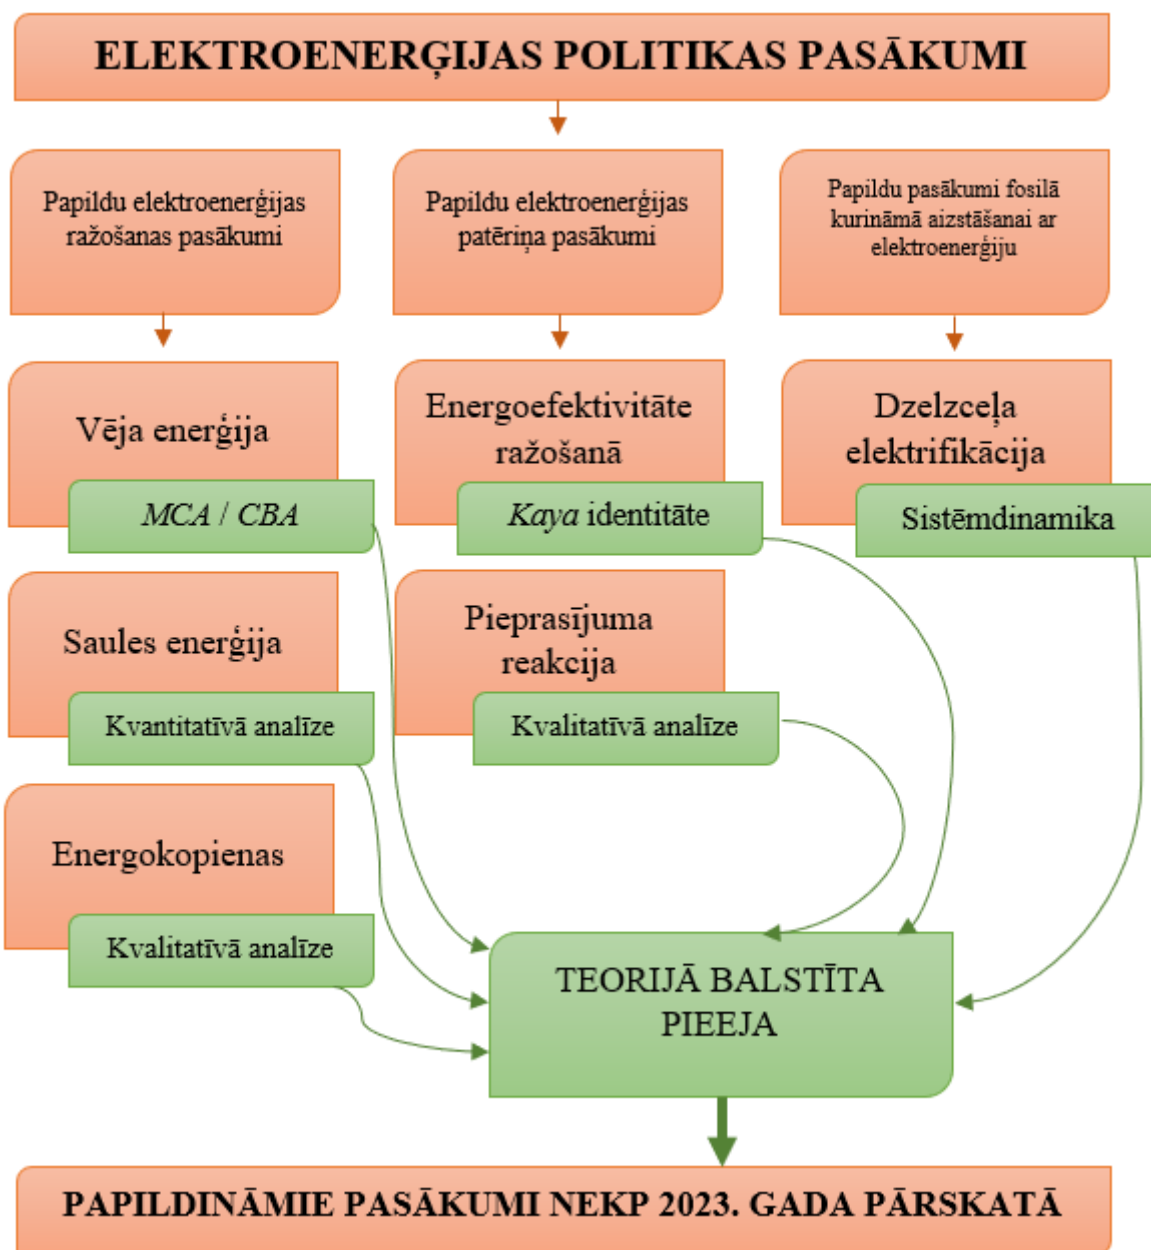 ELEKTROENERĢIJAS POLITIKAS PASĀKUMI
Papildu elektroenerģijas
ražošanas pasākumi
Papildu elektroenerģijas
patēriņa pasākumi
Papildu pasākumi fosilā
kurināmā aizstāšanai ar
elektroenerģiju
Vēja enerģija
MCA / CBA
Energoefektivitāte
ražošanā
Kaya identitāte
Dzelzceļa
elektrifikācija
Sistēmdinamika
Saules enerģija
Kvantitatīvā analīze
Pieprasījuma
reakcija
Kvalitatīvā analīze
Energokopienas
Kvalitatīvā analīze
TEORIJĀ BALSTĪTA
PIEEJA
PAPILDINĀMIE PASĀKUMI NEKP 2023. GADA PĀRSKATĀ